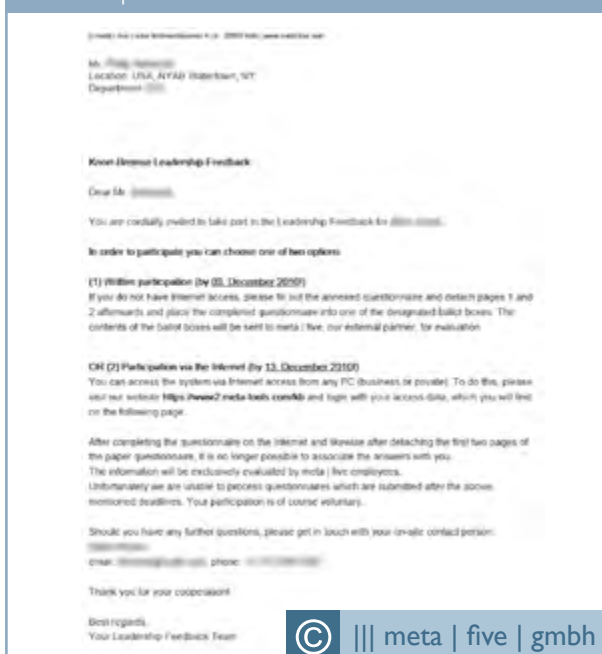 Location: USA, NYAB Watertown, NY
Department:
Knorr-Bremse Leadership Feedback
Dear Mr.
You are cordially invited to take part in the Leadership Feedback for
In order to participate you can choose one of two options
(1) Written participation (by 03. December 2010!)
If you do not have Internet access, please fill out the annexed questionnaire and detach pages 1 and
2 afterwards and place the completed questionnaire into one of the designated ballot boxes. The
contents of the ballot boxes will be sent to meta | five, our external partner, for evaluation
OR (2) Participation via the Internet (by 13. December 2010!)
You can access the system via Internet access from any PC (business or private). To do this, please
visit our website https://www2.meta-tools.com/kb and login with your access data, which you will find
on the following page.
After completing the questionnaire on the Internet and likewise after detaching the first two pages of
the paper questionnaire, it is no longer possible to associate the answers with you.
The information will be exclusively evaluated by meta | five employees.
Unfortunately we are unable to process questionnaires which are submitted after the above
mentioned deadlines. Your participation is of course voluntary.
Should you have any further questions, please get in touch with your on-site contact person:
email: phone:
Thank you for your cooperation!
Best regards,
Your Leadership Feedback Team
© ||| meta | five | gmbh